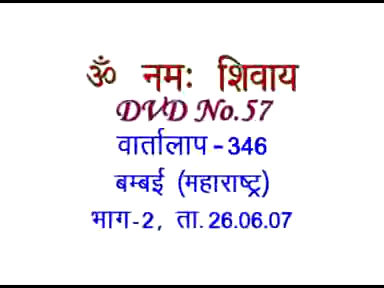 ॐ नमः शिवाय
DVD No.57
वार्तालाप - 346
बम्बई (महाराष्ट्र)
भाग-2, ता. 26.06.07